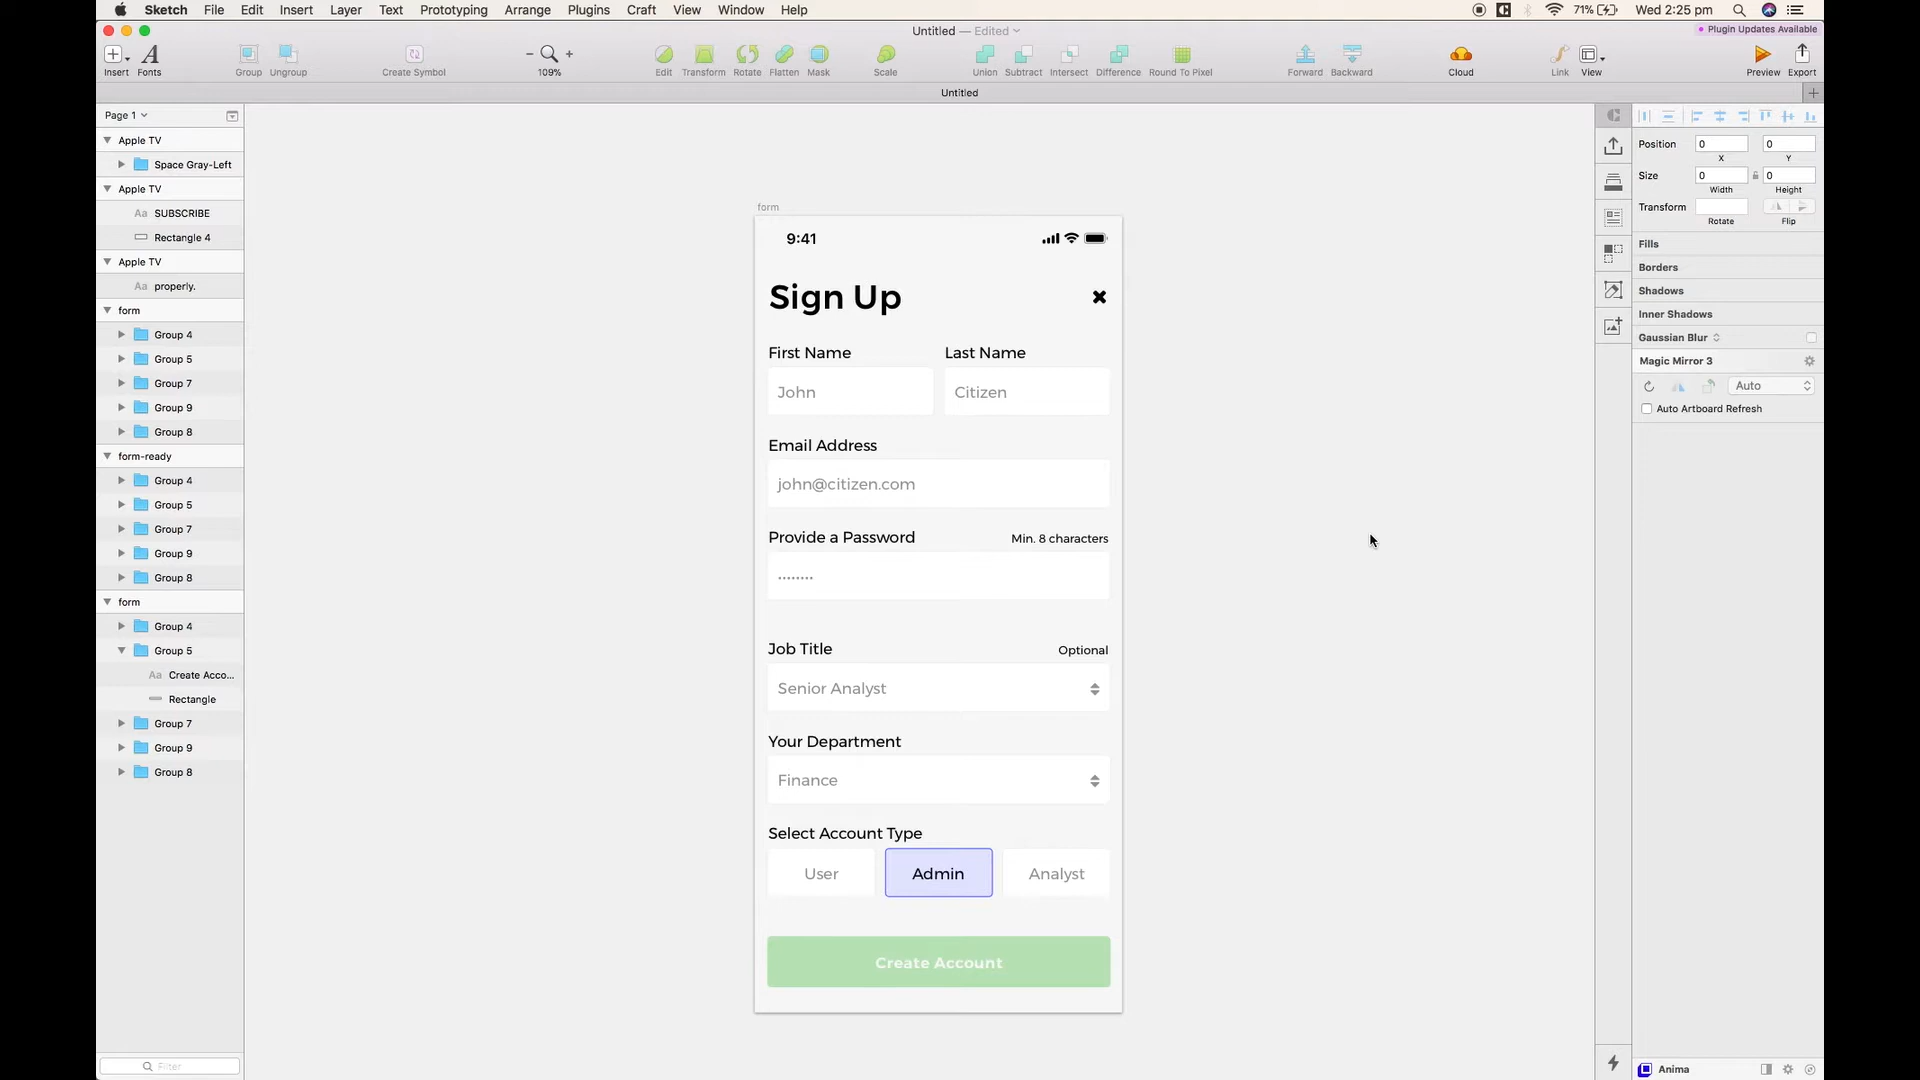 Sketch File Edit Insert Layer Text Prototyping Arrange Plugins Craft View Window Help 71% Wed 2:25 pm
Untitled — Edited
Plugin Updates Available
Insert Fonts Group Ungroup Create Symbol 109% Edit Transform Rotate Flatten Mask Scale Union Subtract Intersect Difference Round To Pixel Forward Backward Cloud Link View Preview Export
Untitled
Page 1
Apple TV
Space Gray-Left
Apple TV
Aa SUBSCRIBE
Rectangle 4
Apple TV
Aa properly.
form
Group 4
Group 5
Group 7
Group 9
Group 8
form-ready
Group 4
Group 5
Group 7
Group 9
Group 8
form
Group 4
Group 5
Aa Create Acco...
Rectangle
Group 7
Group 9
Group 8
Filter
form
9:41
Sign Up
First Name Last Name
John Citizen
Email Address
john@citizen.com
Provide a Password Min. 8 characters
........
Job Title Optional
Senior Analyst
Your Department
Finance
Select Account Type
User Admin Analyst
Create Account
Position 0 0
X Y
Size 0 0
Width Height
Transform
Rotate Flip
Fills
Borders
Shadows
Inner Shadows
Gaussian Blur
Magic Mirror 3
Auto
Auto Artboard Refresh
Anima